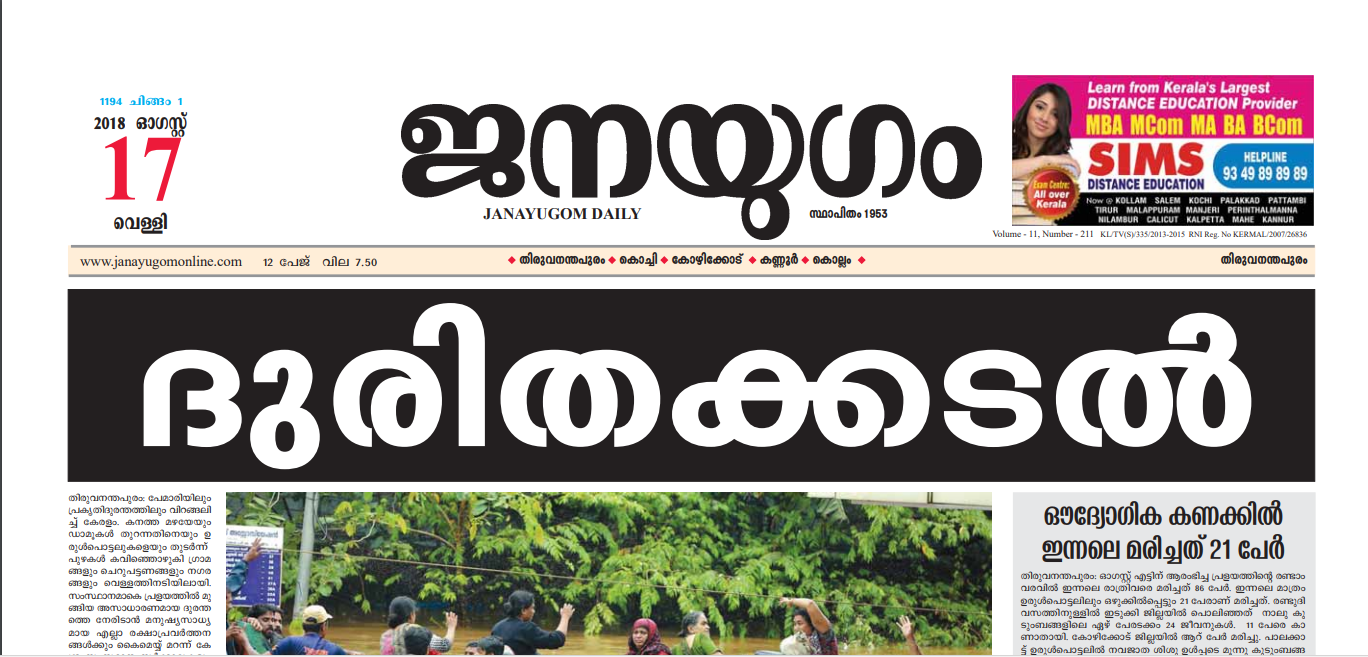 1194 ചിങ്ങം 1
2018 ഓഗസ്റ്റ്
17
വെള്ളി
ജനയുഗം
JANAYUGOM DAILY
സ്ഥാപിതം 1953
Learn from Kerala's Largest
DISTANCE EDUCATION Provider
MBA MCom MA BA BCom
SIMS
DISTANCE EDUCATION
HELPLINE
93 49 89 89 89
Exam Centre:
All over
Kerala
Now @ KOLLAM SALEM KOCHI PALAKKAD PATTAMBI
TIRUR MALAPPURAM MANJERI PERINTHALMANNA
NILAMBUR CALICUT KALPETTA MAHE KANNUR
Volume - 11, Number - 211 KL/TV(S)/335/2013-2015 RNI Reg. No KERMAL/2007/26836
www.janayugomonline.com 12 പേജ് വില 7.50
◆ തിരുവനന്തപുരം ◆ കൊച്ചി ◆ കോഴിക്കോട് ◆ കണ്ണൂർ ◆ കൊല്ലം ◆
തിരുവനന്തപുരം
ദുരിതക്കടൽ
തിരുവനന്തപുരം: പേമാരിയിലും
പ്രകൃതിദുരന്തത്തിലും വിറങ്ങലി
ച്ച് കേരളം. കനത്ത മഴയേയും
ഡാമുകൾ തുറന്നതിനെയും ഉ
രുൾപൊട്ടലുകളെയും തുടർന്ന്
പുഴകൾ കവിഞ്ഞൊഴുകി ഗ്രാമ
ങ്ങളും ചെറുപട്ടണങ്ങളും നഗര
ങ്ങളും വെള്ളത്തിനടിയിലായി.
സംസ്ഥാനമാകെ പ്രളയത്തിൽ മു
ങ്ങിയ അസാധാരണമായ ദുരന്ത
ത്തെ നേരിടാൻ മനുഷ്യസാധ്യ
മായ എല്ലാ രക്ഷാപ്രവർത്തന
ങ്ങൾക്കും കൈമെയ്യ് മറന്ന് കേ
ഔദ്യോഗിക കണക്കിൽ
ഇന്നലെ മരിച്ചത് 21 പേർ
തിരുവനന്തപുരം: ഓഗസ്റ്റ് എട്ടിന് ആരംഭിച്ച പ്രളയത്തിന്റെ രണ്ടാം
വരവിൽ ഇന്നലെ രാത്രിവരെ മരിച്ചത് 86 പേർ. ഇന്നലെ മാത്രം
ഉരുൾപൊട്ടലിലും ഒഴുക്കിൽപ്പെട്ടും 21 പേരാണ് മരിച്ചത്. രണ്ടുദി
വസത്തിനുള്ളിൽ ഇടുക്കി ജില്ലയിൽ പൊലിഞ്ഞത് നാലു കു
ടുംബങ്ങളിലെ ഏഴ് പേരടക്കം 24 ജീവനുകൾ. 11 പേരെ കാ
ണാതായി. കോഴിക്കോട് ജില്ലയിൽ ആറ് പേർ മരിച്ചു. പാലക്കാ
ട്ട് ഉരുൾപൊട്ടലിൽ നവജാത ശിശു ഉൾപ്പടെ മൂന്നു കുടുംബങ്ങ